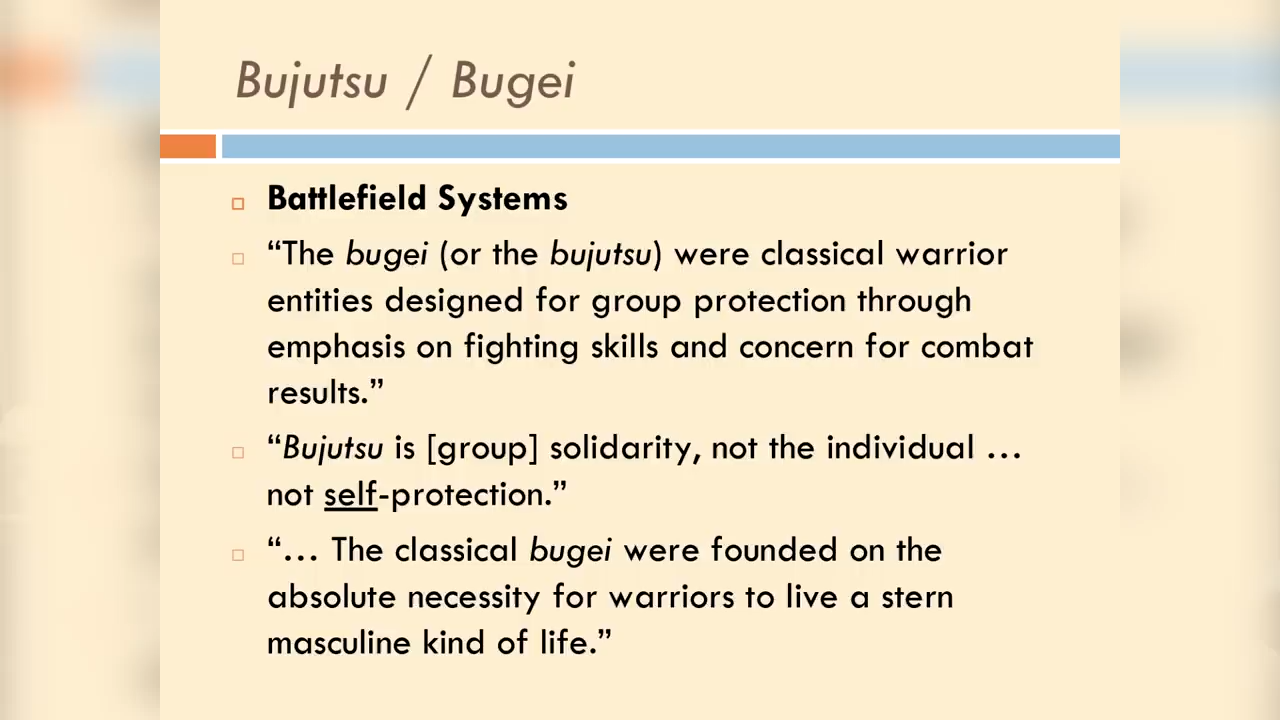 Bujutsu / Bugei
Battlefield Systems
“The bugei (or the bujutsu) were classical warrior
entities designed for group protection through
emphasis on fighting skills and concern for combat
results.”
“Bujutsu is [group] solidarity, not the individual …
not self-protection.”
“… The classical bugei were founded on the
absolute necessity for warriors to live a stern
masculine kind of life.”